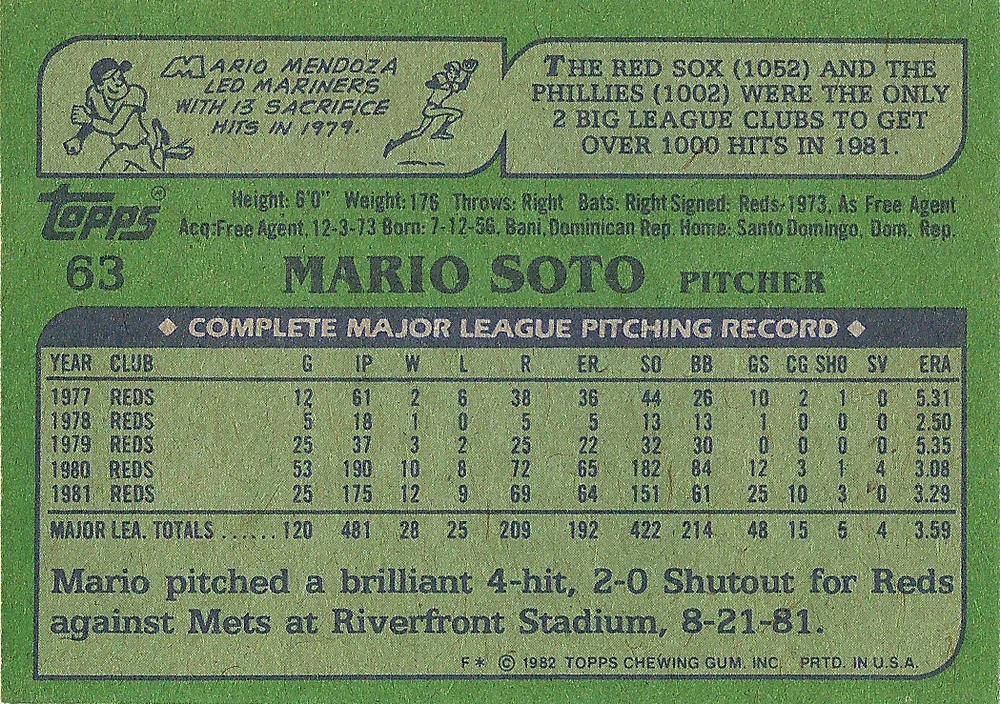 MARIO MENDOZA
LED MARINERS
WITH 13 SACRIFICE
HITS IN 1979.
THE RED SOX (1052) AND THE
PHILLIES (1002) WERE THE ONLY
2 BIG LEAGUE CLUBS TO GET
OVER 1000 HITS IN 1981.
Topps®
Height: 6'0" Weight: 176 Throws: Right Bats: Right Signed: Reds-1973, As Free Agent
Acq: Free Agent, 12-3-73 Born: 7-12-56, Bani, Dominican Rep. Home: Santo Domingo, Dom. Rep.
63 MARIO SOTO PITCHER
◆ COMPLETE MAJOR LEAGUE PITCHING RECORD ◆
YEAR CLUB G IP W L R ER SO BB GS CG SHO SV ERA
1977 REDS 12 61 2 6 38 36 44 26 10 2 1 0 5.31
1978 REDS 5 18 1 0 5 5 13 13 1 0 0 0 2.50
1979 REDS 25 37 3 2 25 22 32 30 0 0 0 0 5.35
1980 REDS 53 190 10 8 72 65 182 84 12 3 1 4 3.08
1981 REDS 25 175 12 9 69 64 151 61 25 10 3 0 3.29
MAJOR LEA. TOTALS ...... 120 481 28 25 209 192 422 214 48 15 5 4 3.59
Mario pitched a brilliant 4-hit, 2-0 Shutout for Reds
against Mets at Riverfront Stadium, 8-21-81.
F* © 1982 TOPPS CHEWING GUM, INC. PRTD. IN U.S.A.